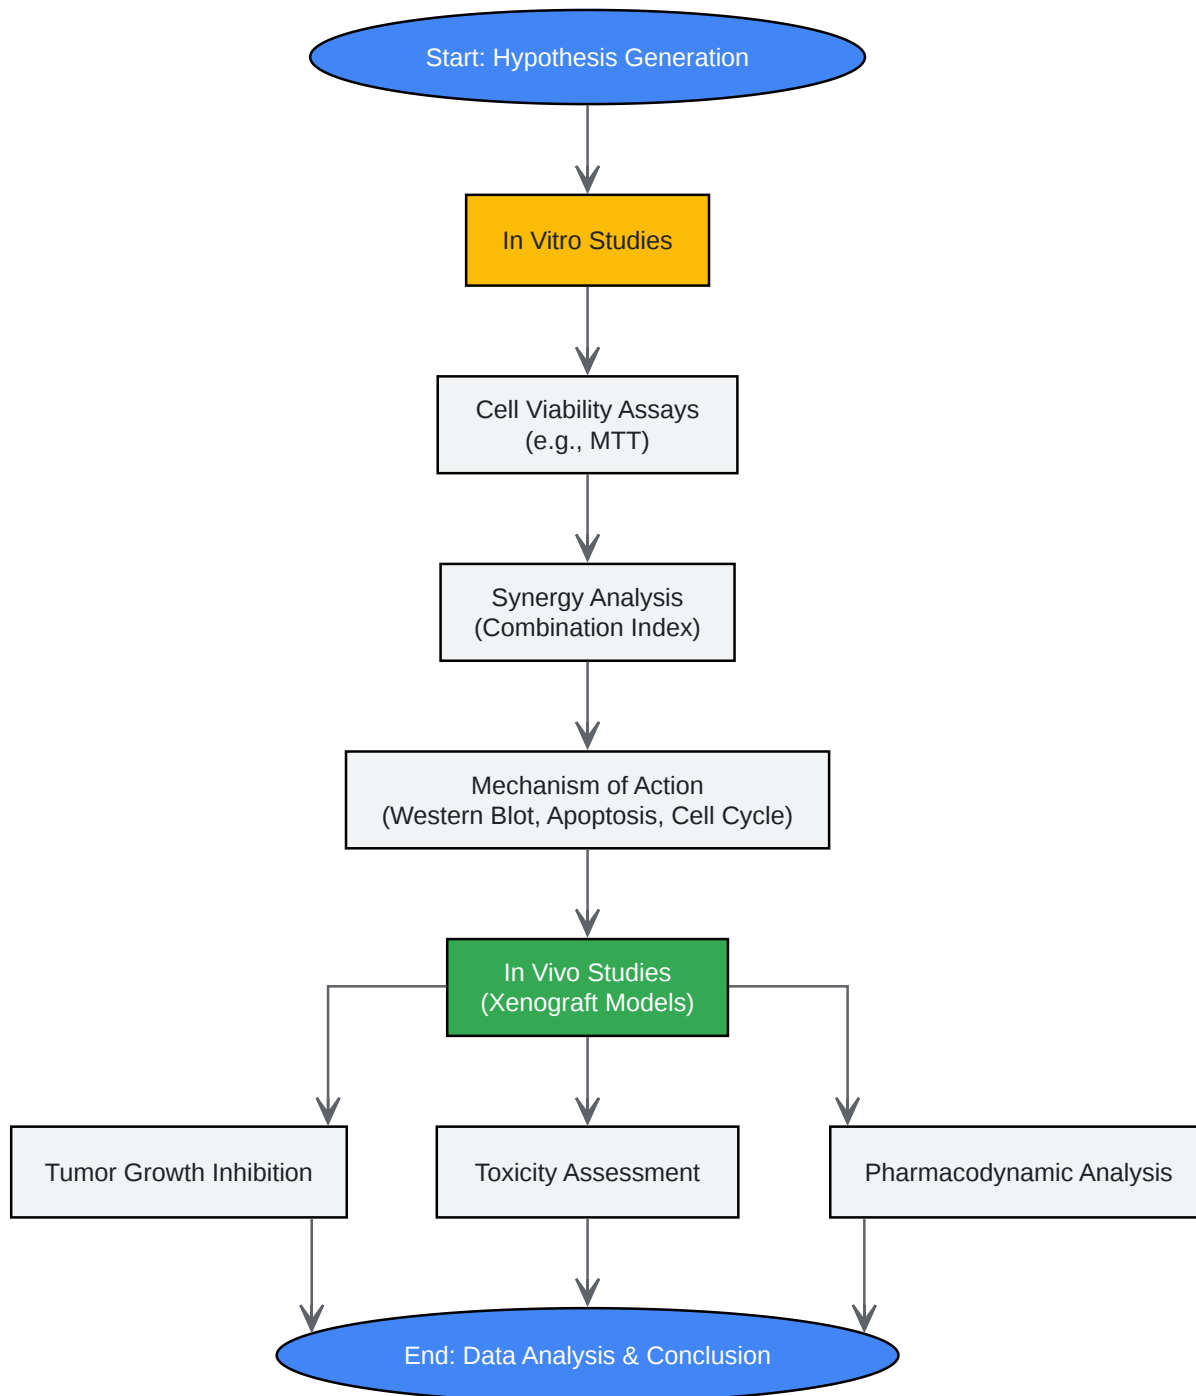 Start: Hypothesis Generation
In Vitro Studies
Cell Viability Assays
(e.g., MTT)
Synergy Analysis
(Combination Index)
Mechanism of Action
(Western Blot, Apoptosis, Cell Cycle)
In Vivo Studies
(Xenograft Models)
Tumor Growth Inhibition
Toxicity Assessment
Pharmacodynamic Analysis
End: Data Analysis & Conclusion